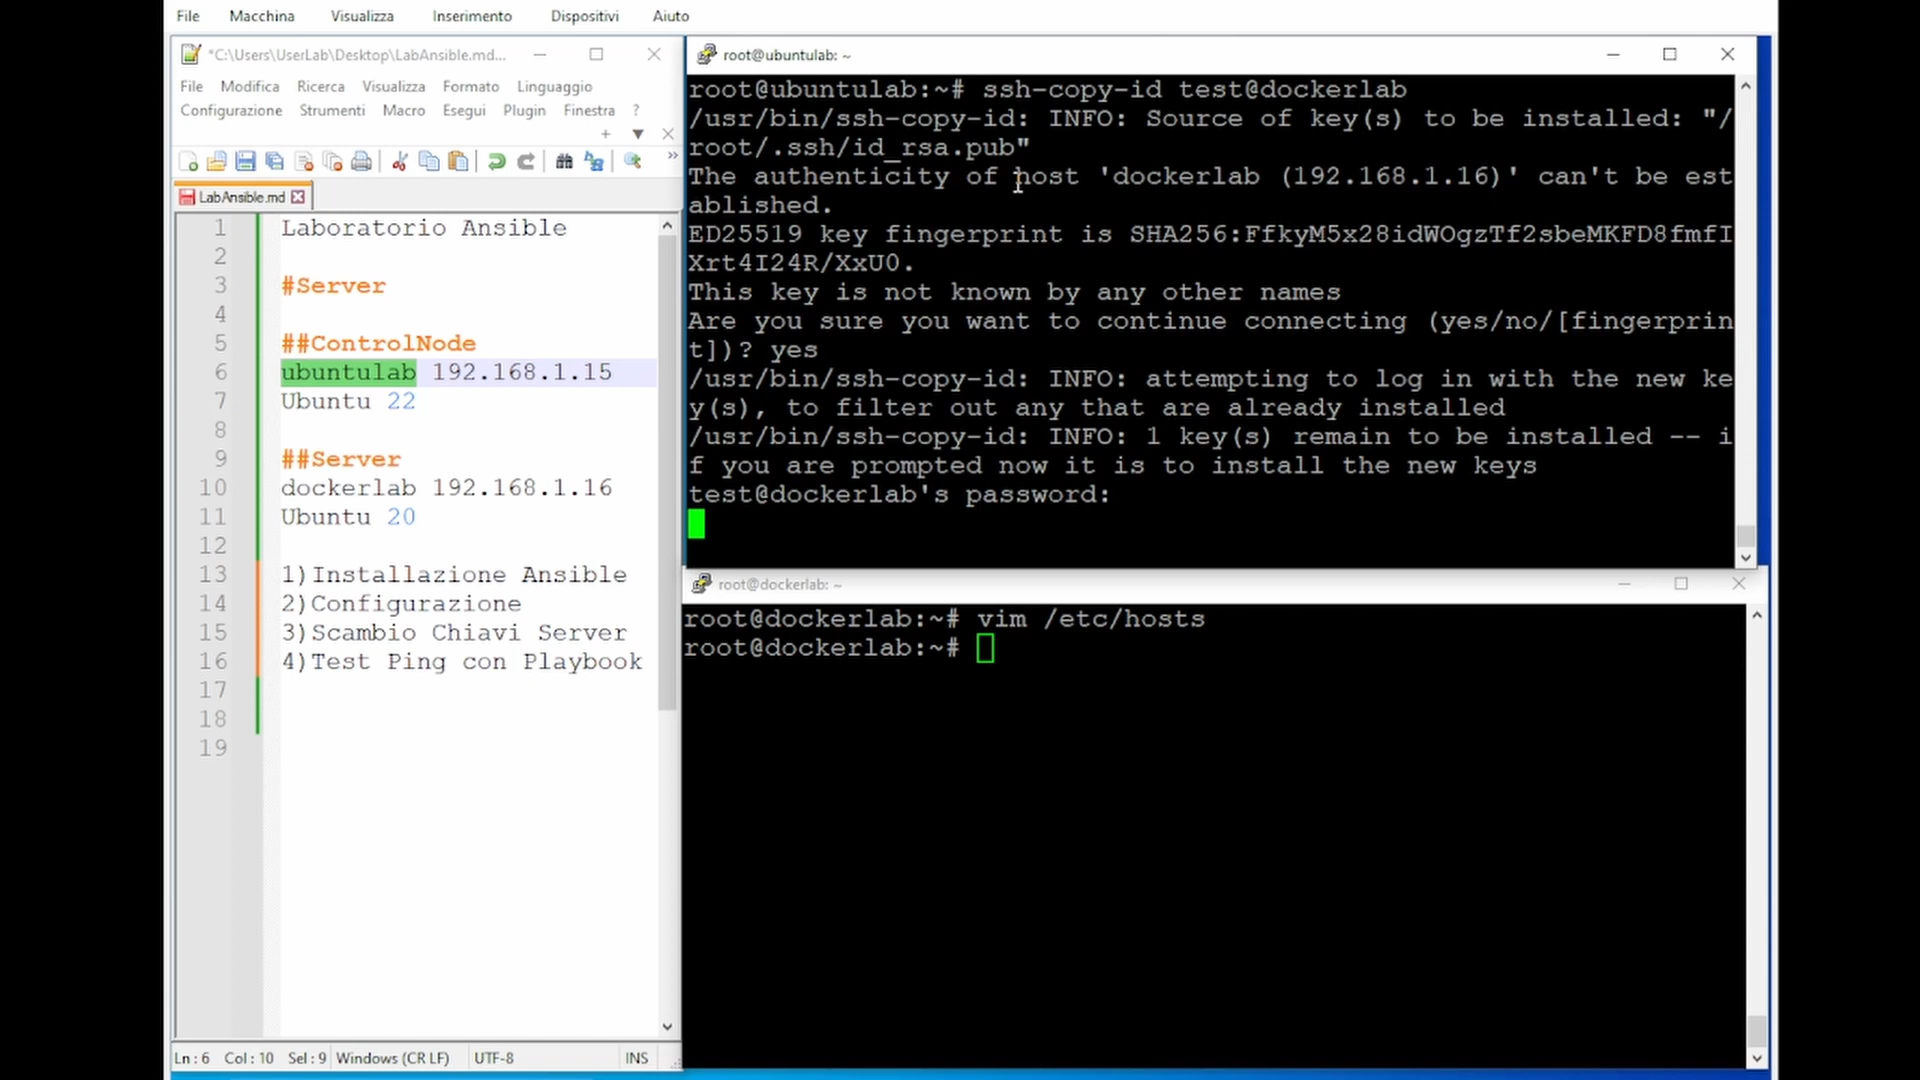 File Macchina Visualizza Inserimento Dispositivi Aiuto
*C:\Users\UserLab\Desktop\LabAnsible.md...
File Modifica Ricerca Visualizza Formato Linguaggio
Configurazione Strumenti Macro Esegui Plugin Finestra ?
LabAnsible.md
1 Laboratorio Ansible
2
3 #Server
4
5 ##ControlNode
6 ubuntulab 192.168.1.15
7 Ubuntu 22
8
9 ##Server
10 dockerlab 192.168.1.16
11 Ubuntu 20
12
13 1)Installazione Ansible
14 2)Configurazione
15 3)Scambio Chiavi Server
16 4)Test Ping con Playbook
17
18
19
Ln : 6 Col : 10 Sel : 9 Windows (CR LF) UTF-8 INS
root@ubuntulab: ~
root@ubuntulab:~# ssh-copy-id test@dockerlab
/usr/bin/ssh-copy-id: INFO: Source of key(s) to be installed: "/
root/.ssh/id_rsa.pub"
The authenticity of host 'dockerlab (192.168.1.16)' can't be est
ablished.
ED25519 key fingerprint is SHA256:FfkyM5x28idWOgzTf2sbeMKFD8fmfI
Xrt4I24R/XxU0.
This key is not known by any other names
Are you sure you want to continue connecting (yes/no/[fingerprin
t])? yes
/usr/bin/ssh-copy-id: INFO: attempting to log in with the new ke
y(s), to filter out any that are already installed
/usr/bin/ssh-copy-id: INFO: 1 key(s) remain to be installed -- i
f you are prompted now it is to install the new keys
test@dockerlab's password:
root@dockerlab: ~
root@dockerlab:~# vim /etc/hosts
root@dockerlab:~#